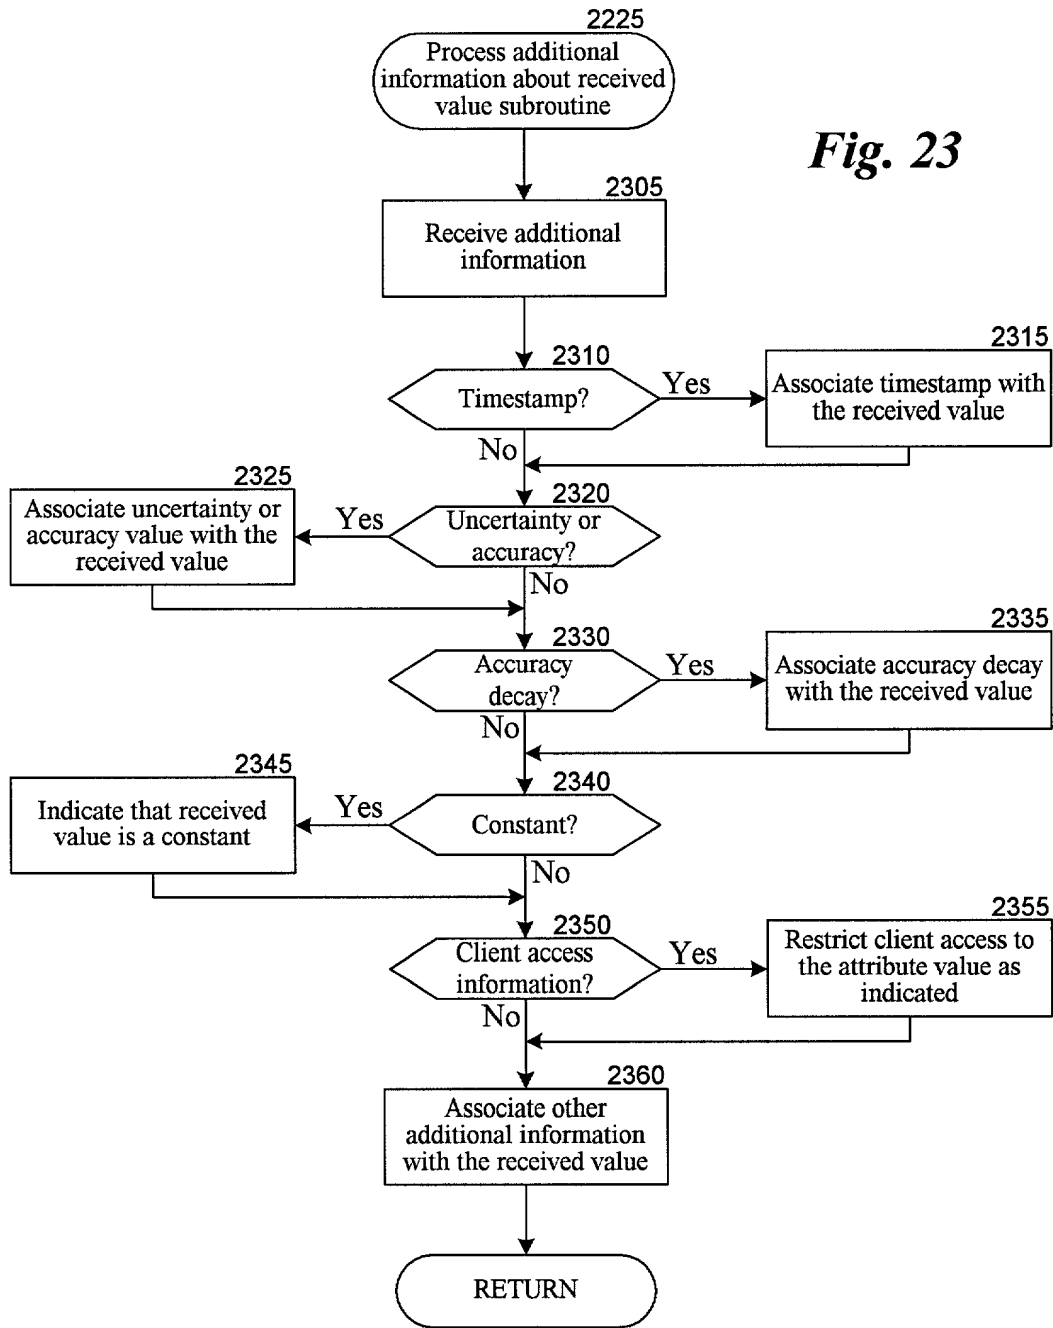 2225
Process additional
information about received
value subroutine
Fig. 23
2305
Receive additional
information
2310
Timestamp?
Yes
No
2315
Associate timestamp with
the received value
2320
Uncertainty or
accuracy?
Yes
No
2325
Associate uncertainty or
accuracy value with the
received value
2330
Accuracy
decay?
Yes
No
2335
Associate accuracy decay
with the received value
2340
Constant?
Yes
No
2345
Indicate that received
value is a constant
2350
Client access
information?
Yes
No
2355
Restrict client access to
the attribute value as
indicated
2360
Associate other
additional information
with the received value
RETURN